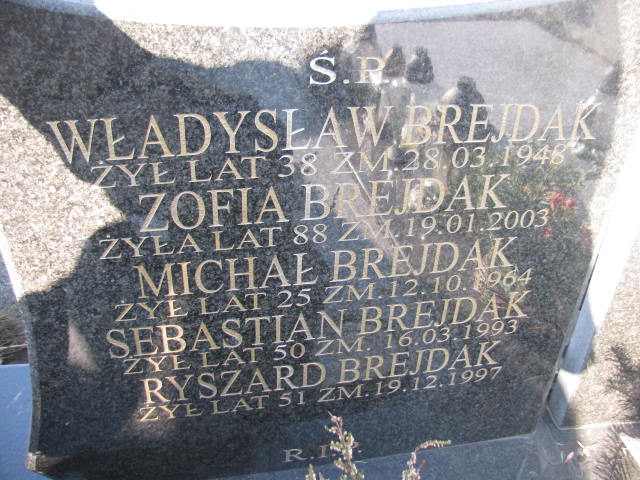 Ś.P.
WŁADYSŁAW BREJDAK
ŻYŁ LAT 38 ZM. 28.03.1948
ZOFIA BREJDAK
ŻYŁA LAT 88 ZM. 19.01.2003
MICHAŁ BREJDAK
ŻYŁ LAT 25 ZM. 12.10.1964
SEBASTIAN BREJDAK
ŻYŁ LAT 50 ZM. 16.03.1993
RYSZARD BREJDAK
ŻYŁ LAT 51 ZM. 19.12.1997
R.I.P.